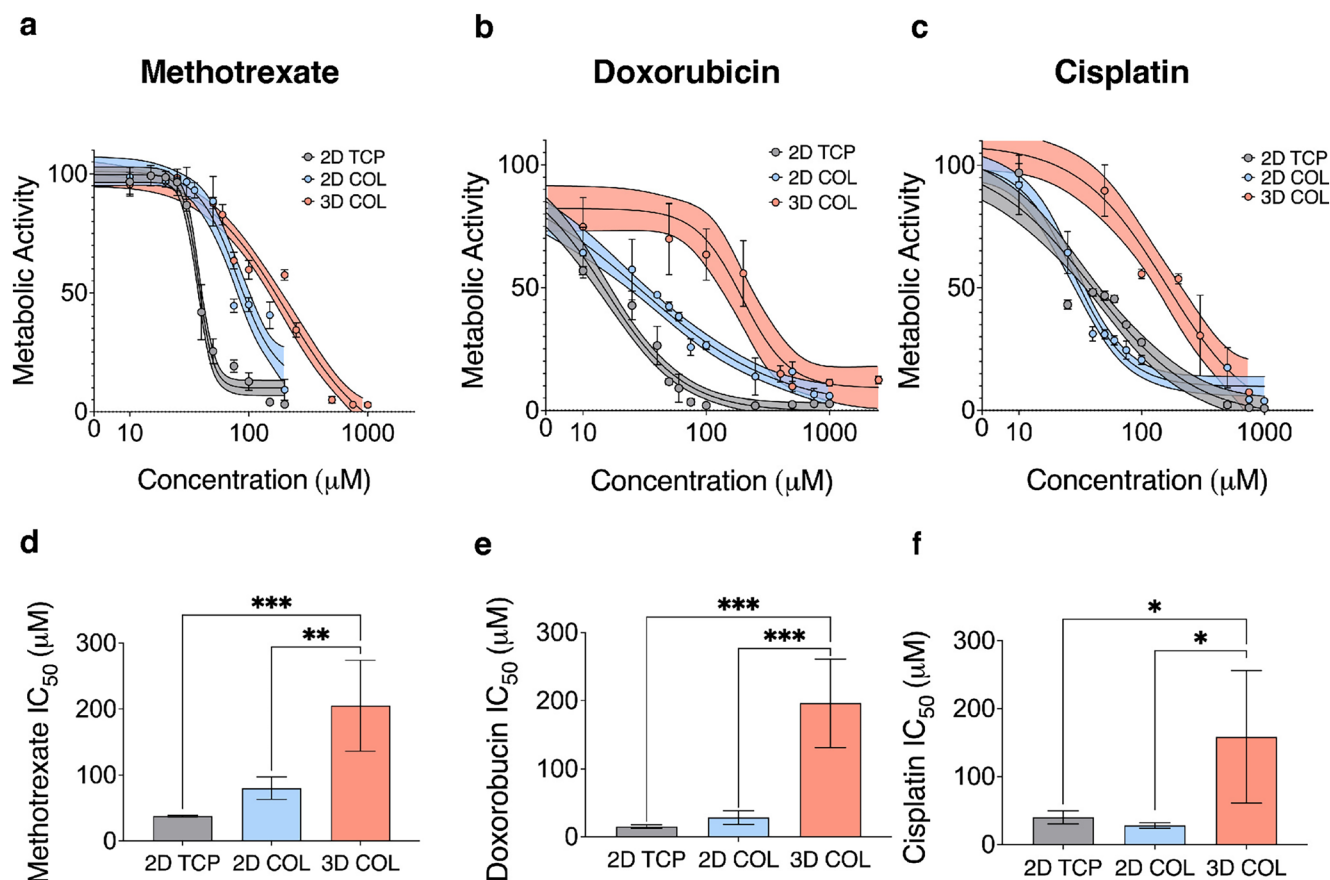 a
Methotrexate
2D TCP
2D COL
3D COL
100
50
0
0 10 100 1000
Metabolic Activity
Concentration (μM)
b
Doxorubicin
2D TCP
2D COL
3D COL
100
50
0
0 10 100 1000
Metabolic Activity
Concentration (μM)
c
Cisplatin
2D TCP
2D COL
3D COL
100
50
0
0 10 100 1000
Metabolic Activity
Concentration (μM)
d
***
**
300
200
100
0
Methotrexate IC50 (μM)
2D TCP 2D COL 3D COL
e
***
***
300
200
100
0
Doxorobucin IC50 (μM)
2D TCP 2D COL 3D COL
f
*
*
300
200
100
0
Cisplatin IC50 (μM)
2D TCP 2D COL 3D COL